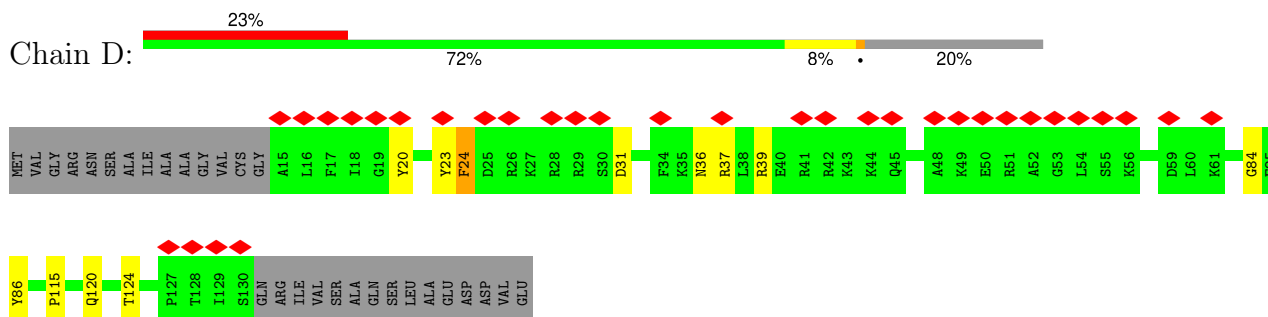 23%
Chain D:
72% 8% • 20%
MET VAL GLY ARG ASN SER ALA ILE ALA ALA GLY VAL CYS GLY A15 L16 F17 I18 G19 Y20 Y23 F24 D25 R26 K27 R28 R29 S30 D31 F34 K35 N36 R37 L38 R39 E40 R41 R42 K43 K44 Q45 A48 K49 E50 R51 A52 G53 L54 S55 K56 D59 L60 K61 G84
Y86 P115 Q120 T124 P127 T128 I129 S130 GLN ARG ILE VAL SER ALA GLN SER LEU ALA GLU ASP ASP VAL GLU